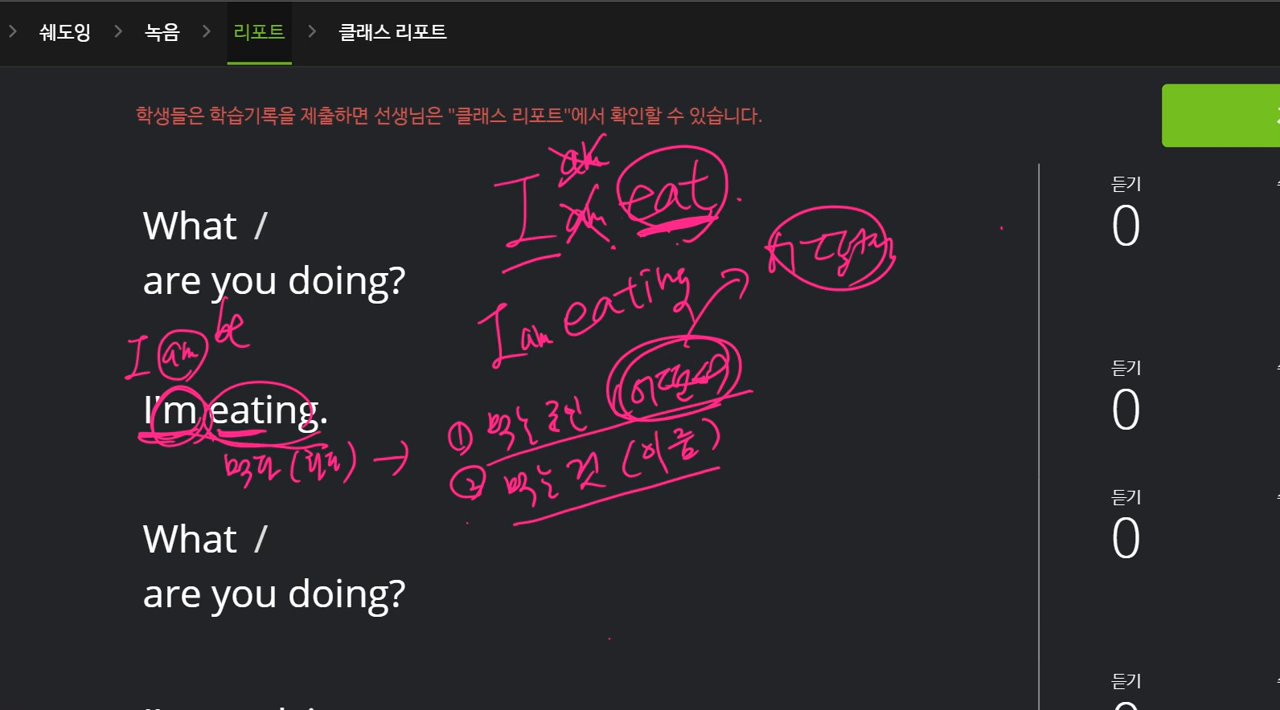 쉐도잉 녹음 리포트 클래스 리포트
학생들은 학습기록을 제출하면 선생님은 "클래스 리포트"에서 확인할 수 있습니다.
I am eat.
am
듣기
0
What /
are you doing?
I am eating
I am be
듣기
0
I'm eating.
① 먹는
② 먹는 것 (이름)
먹다
듣기
0
What /
are you doing?
듣기